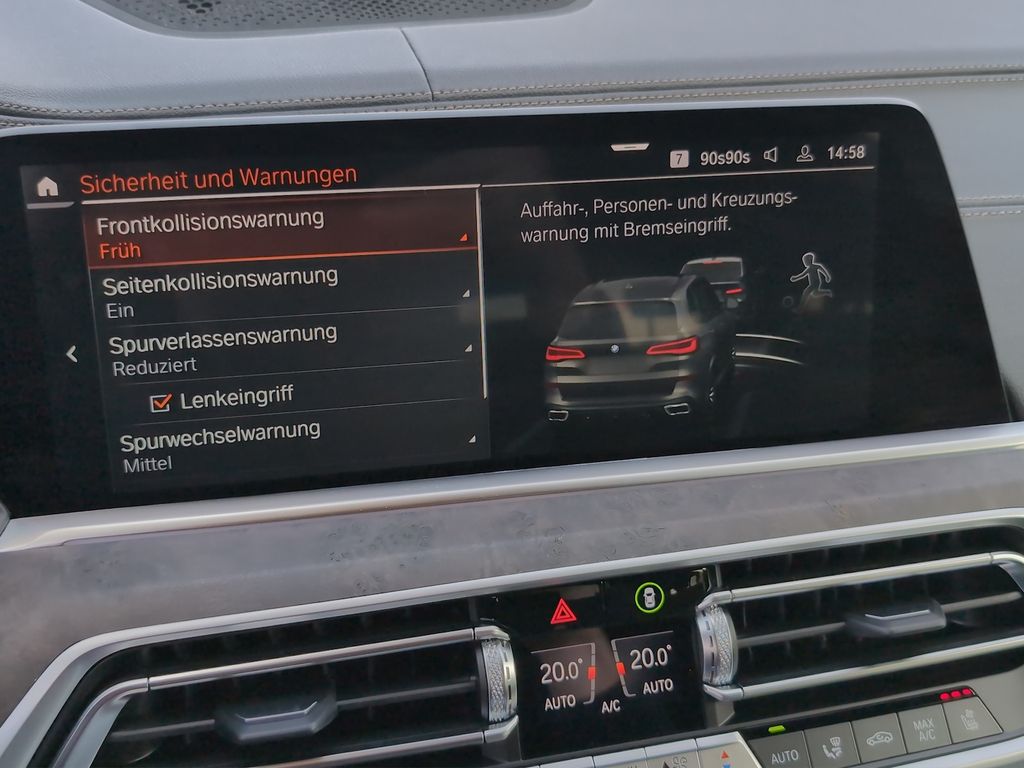 7 90s90s 14:58
Sicherheit und Warnungen
Frontkollisionswarnung
Früh
Seitenkollisionswarnung
Ein
Spurverlassenswarnung
Reduziert
Lenkeingriff
Spurwechselwarnung
Mittel
Auffahr-, Personen- und Kreuzungs-
warnung mit Bremseingriff.
20.0° 20.0°
AUTO A/C AUTO
AUTO MAX
A/C